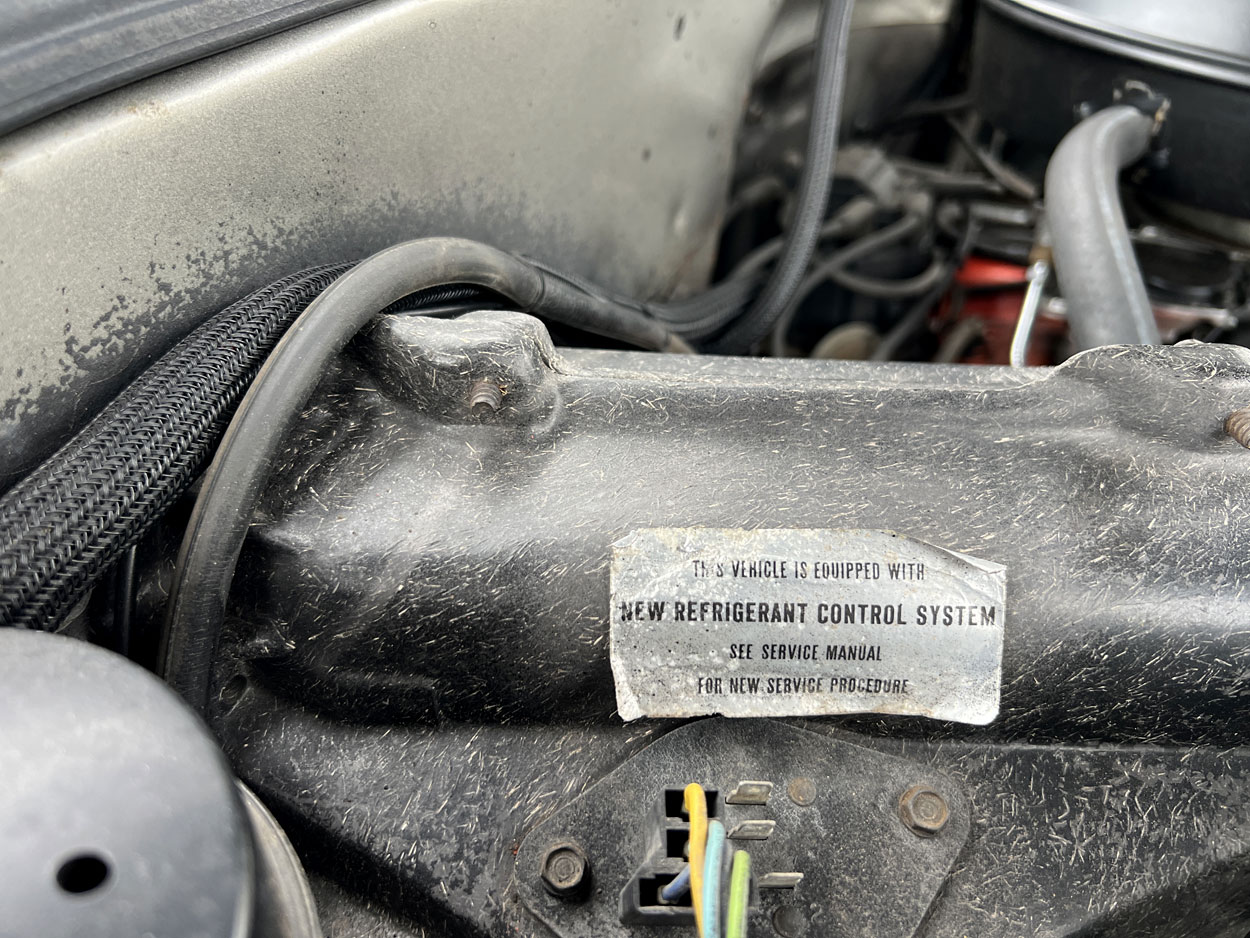 THIS VEHICLE IS EQUIPPED WITH
NEW REFRIGERANT CONTROL SYSTEM
SEE SERVICE MANUAL
FOR NEW SERVICE PROCEDURE